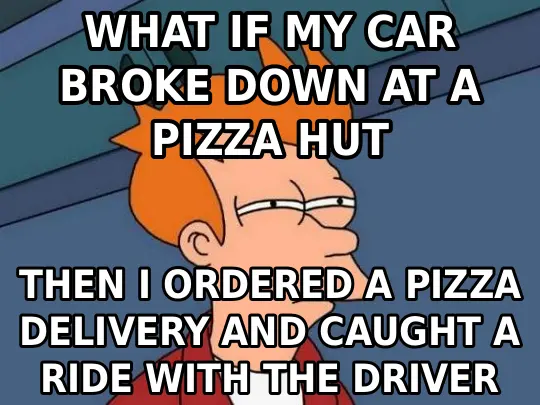 WHAT IF MY CAR
BROKE DOWN AT A
PIZZA HUT
THEN I ORDERED A PIZZA
DELIVERY AND CAUGHT A
RIDE WITH THE DRIVER